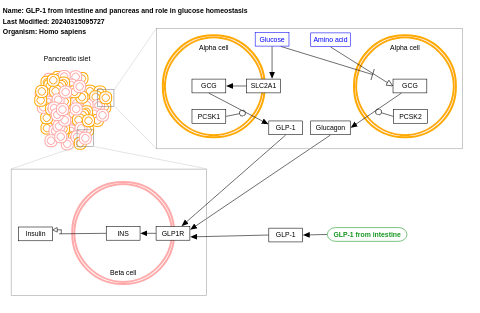 Name: GLP-1 from intestine and pancreas and role in glucose homeostasis
Last Modified: 20240315095727
Organism: Homo sapiens
Glucose
Amino acid
Alpha cell
Alpha cell
Pancreatic islet
GCG
SLC2A1
GCG
PCSK1
PCSK2
GLP-1
Glucagon
Insulin
INS
GLP1R
GLP-1
GLP-1 from intestine
Beta cell